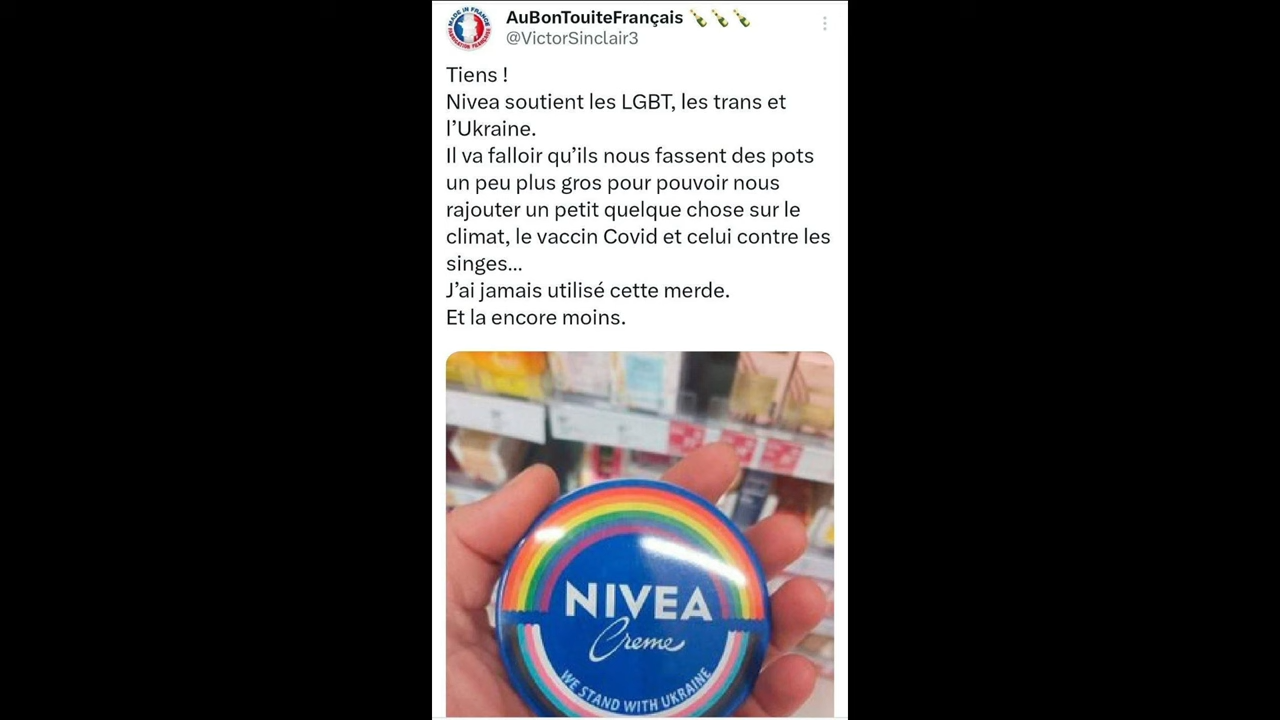 AuBonTouiteFrançais 🍾🍾🍾
@VictorSinclair3
Tiens !
Nivea soutient les LGBT, les trans et
l’Ukraine.
Il va falloir qu’ils nous fassent des pots
un peu plus gros pour pouvoir nous
rajouter un petit quelque chose sur le
climat, le vaccin Covid et celui contre les
singes...
J’ai jamais utilisé cette merde.
Et la encore moins.
NIVEA
Creme
WE STAND WITH UKRAINE